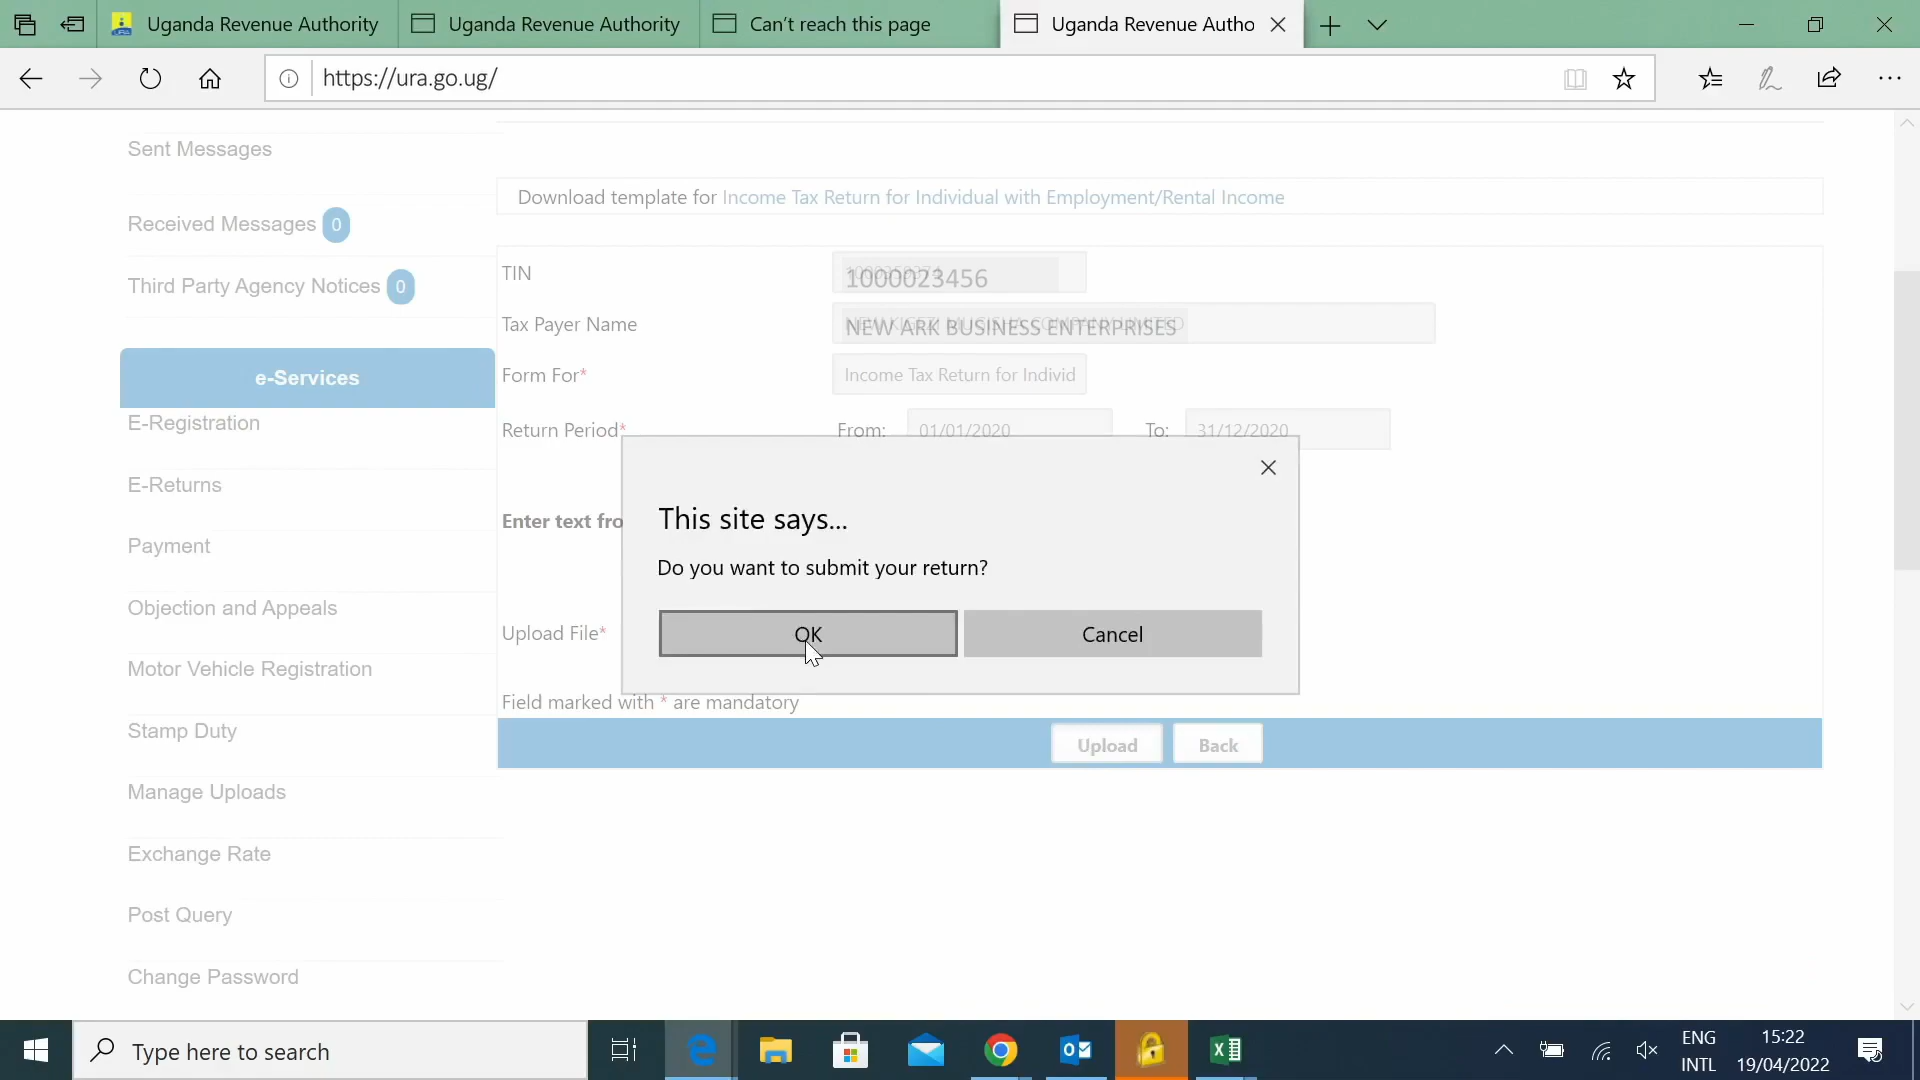 Uganda Revenue Authority
Uganda Revenue Authority
Can't reach this page
Uganda Revenue Autho
https://ura.go.ug/
Sent Messages
Received Messages 0
Third Party Agency Notices 0
e-Services
E-Registration
E-Returns
Payment
Objection and Appeals
Motor Vehicle Registration
Stamp Duty
Manage Uploads
Exchange Rate
Post Query
Change Password
Download template for Income Tax Return for Individual with Employment/Rental Income
TIN 1000023456
Tax Payer Name NEW ARK BUSINESS ENTERPRISES
Form For* Income Tax Return for Individ
Return Period* From: 01/01/2020 To: 31/12/2020
Enter text fro
Upload File*
Field marked with * are mandatory
Upload Back
This site says...
Do you want to submit your return?
OK Cancel
Type here to search
ENG
INTL
15:22
19/04/2022